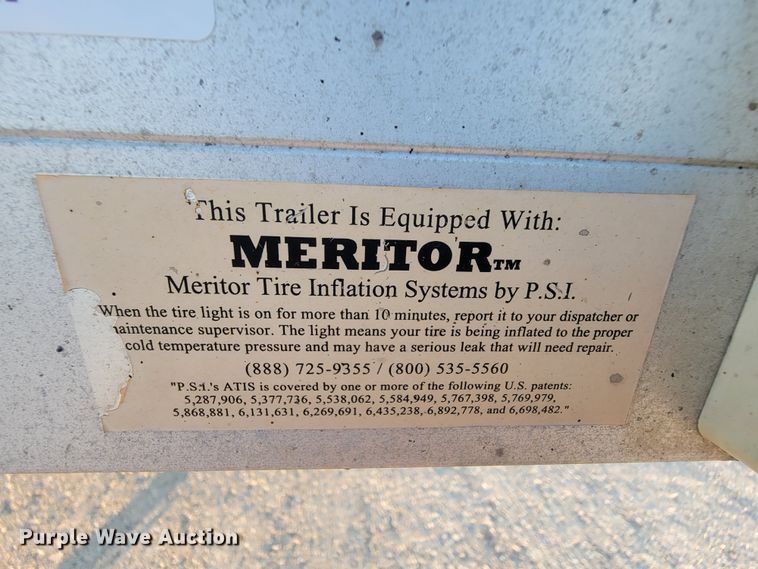 This Trailer Is Equipped With:
MERITOR™
Meritor Tire Inflation Systems by P.S.I.
When the tire light is on for more than 10 minutes, report it to your dispatcher or
maintenance supervisor. The light means your tire is being inflated to the proper
cold temperature pressure and may have a serious leak that will need repair.
(888) 725-9355 / (800) 535-5560
"P.S.I.'s ATIS is covered by one or more of the following U.S. patents:
5,287,906, 5,377,736, 5,538,062, 5,584,949, 5,767,398, 5,769,979,
5,868,881, 6,131,631, 6,269,691, 6,435,238, 6,892,778, and 6,698,482."
Purple Wave Auction